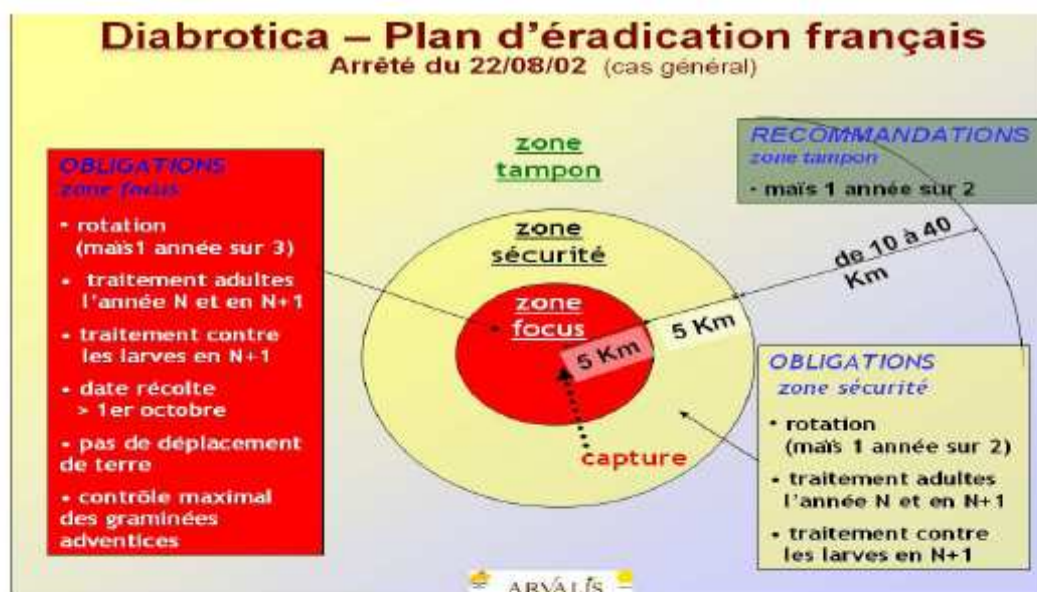 Diabrotica – Plan d'éradication français
Arrêté du 22/08/02 (cas général)
OBLIGATIONS
zone focus
• rotation
(maïs1 année sur 3)
• traitement adultes
l'année N et en N+1
• traitement contre
les larves en N+1
• date récolte
> 1er octobre
• pas de déplacement
de terre
• contrôle maximal
des graminées
adventices
zone
tampon
zone
sécurité
zone
focus
5 Km
5 Km
de 10 à 40
Km
capture
RECOMMANDATIONS
zone tampon
• maïs 1 année sur 2
OBLIGATIONS
zone sécurité
• rotation
(maïs 1 année sur 2)
• traitement adultes
l'année N et en N+1
• traitement contre
les larves en N+1
ARVALIS